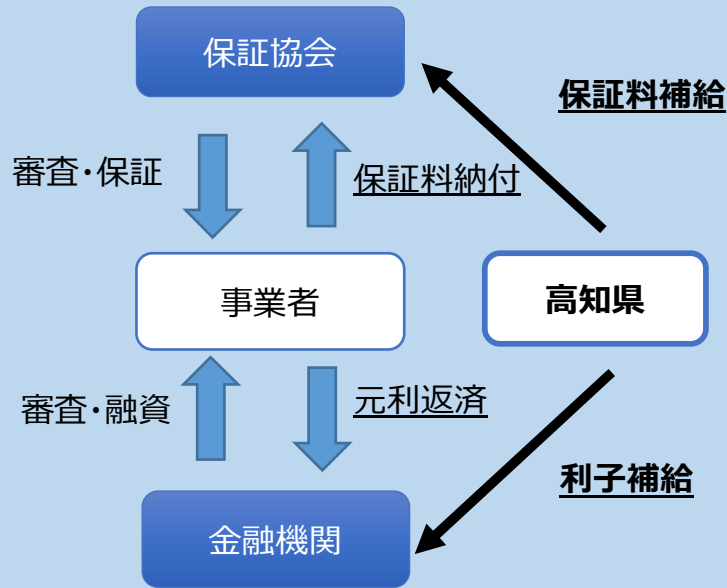 保証協会
保証料補給
審査・保証
保証料納付
事業者
高知県
審査・融資
元利返済
利子補給
金融機関